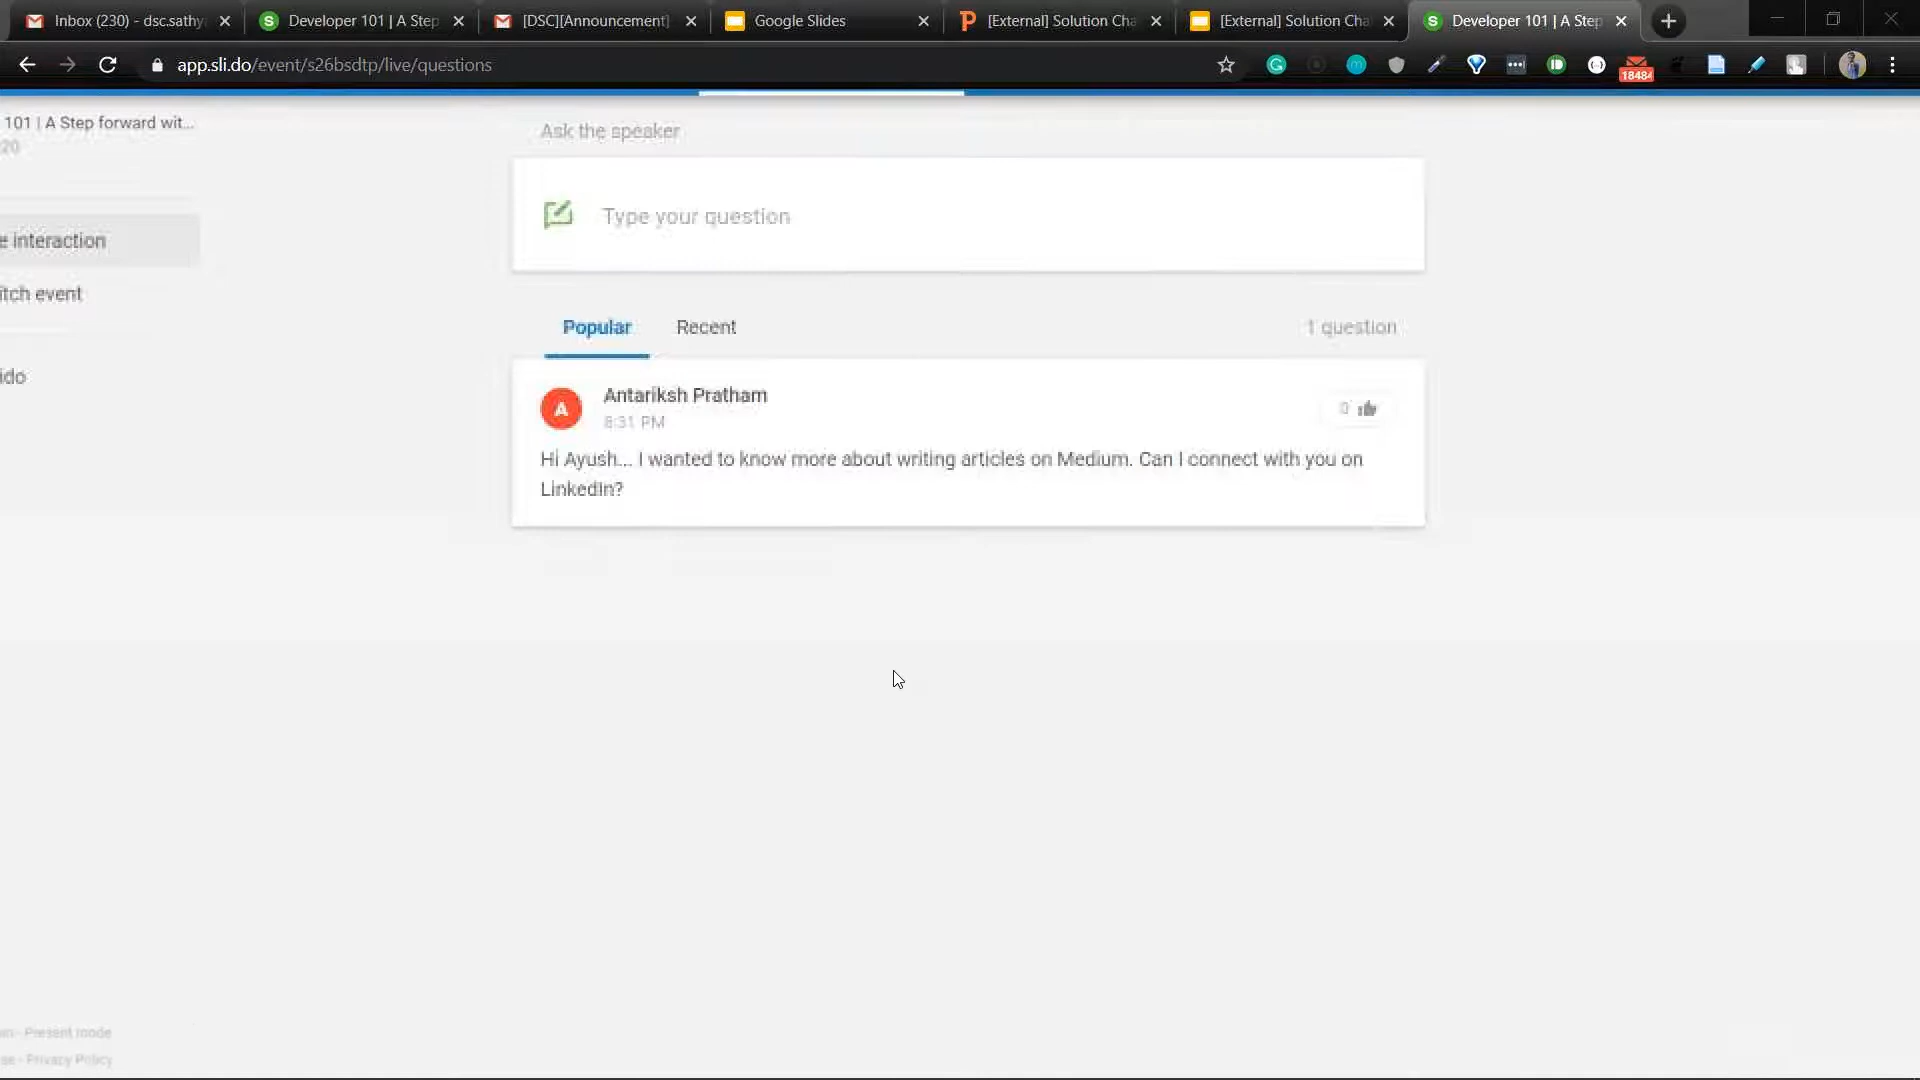 Inbox (230) - dsc.sathya
Developer 101 | A Step
[DSC][Announcement]
Google Slides
[External] Solution Cha
[External] Solution Cha
Developer 101 | A Step
app.sli.do/event/s26bsdtp/live/questions
18484
101 | A Step forward wit...
20
Ask the speaker
Type your question
e interaction
itch event
ido
Popular
Recent
1 question
A
Antariksh Pratham
8:31 PM
0
Hi Ayush... I wanted to know more about writing articles on Medium. Can I connect with you on
LinkedIn?
- Present mode
se - Privacy Policy